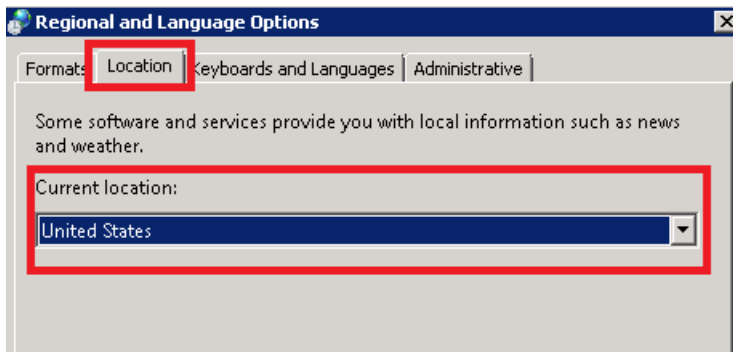 Regional and Language Options
Formats Location Keyboards and Languages Administrative
Some software and services provide you with local information such as news
and weather.
Current location:
United States